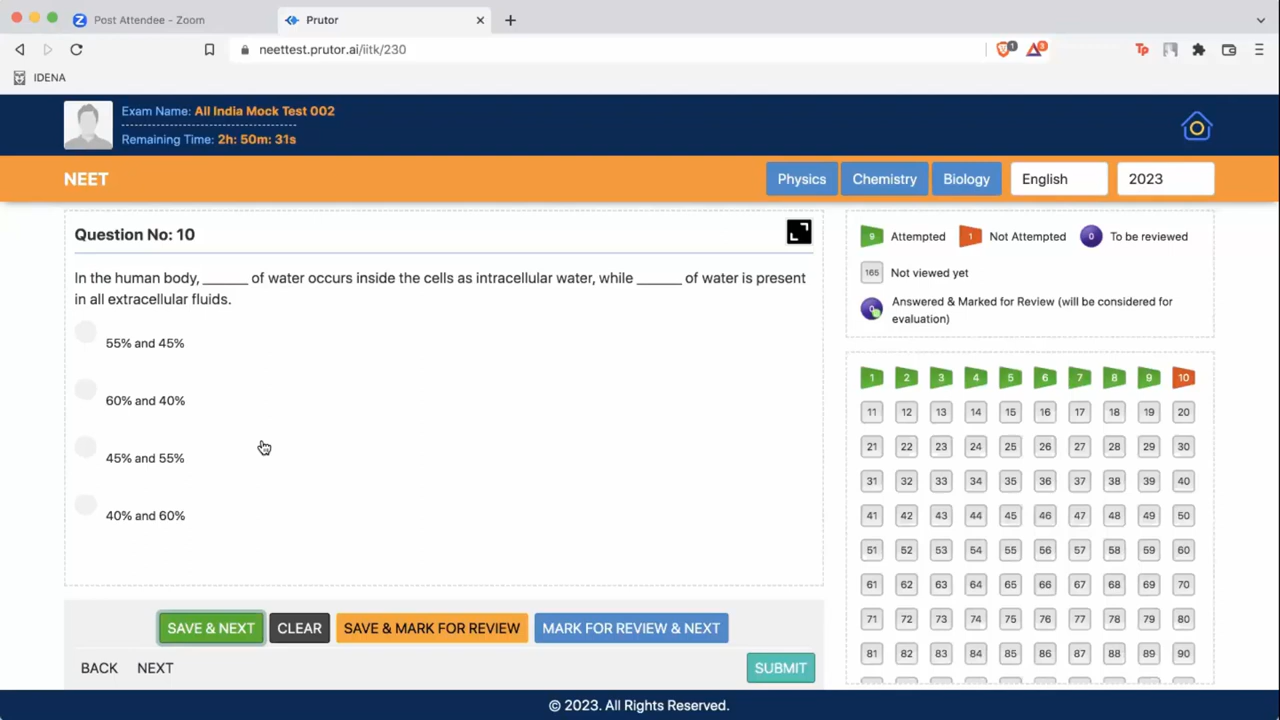 Post Attendee - Zoom
Prutor
neettest.prutor.ai/iitk/230
1
3
Tp
IDENA
Exam Name: All India Mock Test 002
Remaining Time: 2h: 50m: 31s
NEET
Physics
Chemistry
Biology
English
2023
Question No: 10
In the human body, ______ of water occurs inside the cells as intracellular water, while ______ of water is present
in all extracellular fluids.
55% and 45%
60% and 40%
45% and 55%
40% and 60%
SAVE & NEXT
CLEAR
SAVE & MARK FOR REVIEW
MARK FOR REVIEW & NEXT
BACK
NEXT
SUBMIT
9 Attempted
1 Not Attempted
0 To be reviewed
165 Not viewed yet
0 Answered & Marked for Review (will be considered for
evaluation)
1 2 3 4 5 6 7 8 9 10
11 12 13 14 15 16 17 18 19 20
21 22 23 24 25 26 27 28 29 30
31 32 33 34 35 36 37 38 39 40
41 42 43 44 45 46 47 48 49 50
51 52 53 54 55 56 57 58 59 60
61 62 63 64 65 66 67 68 69 70
71 72 73 74 75 76 77 78 79 80
81 82 83 84 85 86 87 88 89 90
© 2023. All Rights Reserved.